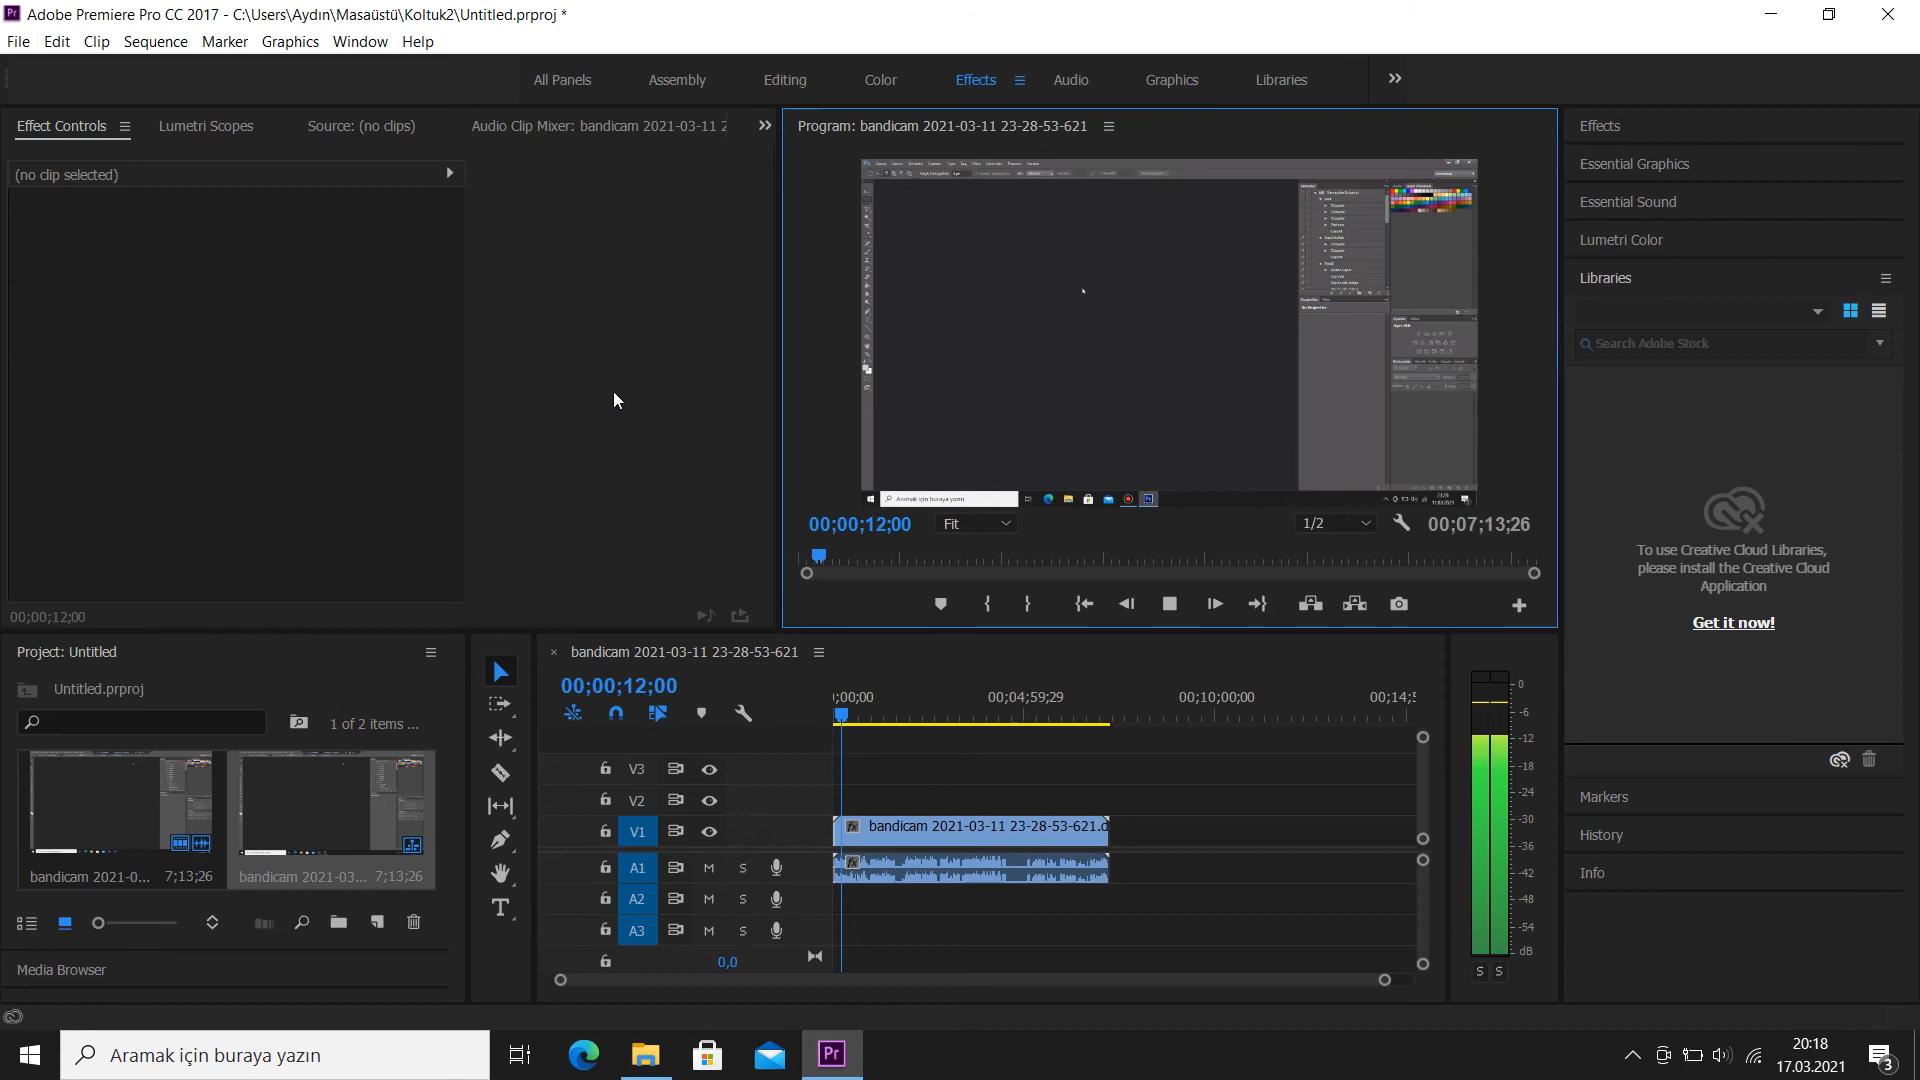 Adobe Premiere Pro CC 2017 - C:\Users\Aydın\Masaüstü\Koltuk2\Untitled.prproj *
File Edit Clip Sequence Marker Graphics Window Help
All Panels Assembly Editing Color Effects Audio Graphics Libraries
Effect Controls Lumetri Scopes Source: (no clips) Audio Clip Mixer: bandicam 2021-03-11 2
(no clip selected)
00;00;12;00
Program: bandicam 2021-03-11 23-28-53-621
Aramak için buraya yazın
00;00;12;00 Fit 1/2 00;07;13;26
Effects
Essential Graphics
Essential Sound
Lumetri Color
Libraries
Search Adobe Stock
To use Creative Cloud Libraries,
please install the Creative Cloud
Application
Get it now!
Markers
History
Info
Project: Untitled
Untitled.prproj
1 of 2 items ...
bandicam 2021-0... 7;13;26
bandicam 2021-03... 7;13;26
Media Browser
bandicam 2021-03-11 23-28-53-621
00;00;12;00
;00;00 00;04;59;29 00;10;00;00 00;14;5
V3
V2
V1 fx bandicam 2021-03-11 23-28-53-621.
A1 M S fx
A2 M S
A3 M S
0,0
0
-6
-12
-18
-24
-30
-36
-42
-48
-54
dB
S S
Aramak için buraya yazın
Pr
20:18
17.03.2021
3